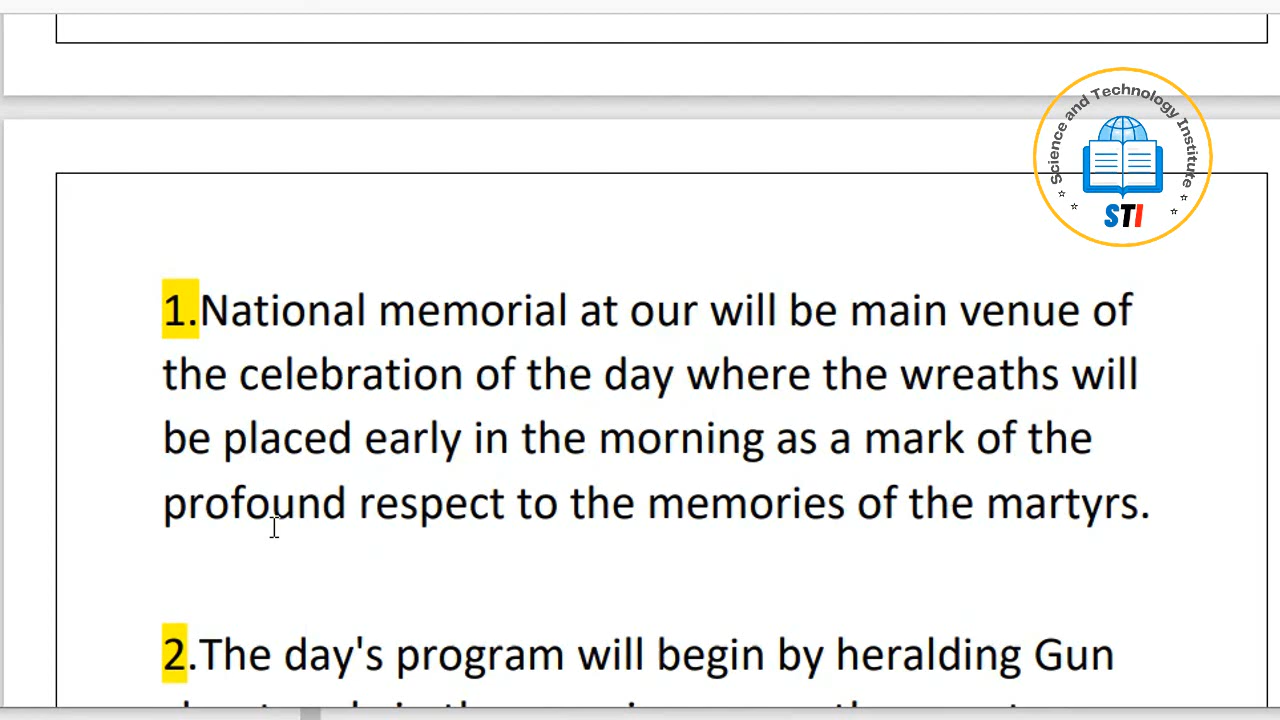 Science and Technology Institute
STI
1.National memorial at our will be main venue of
the celebration of the day where the wreaths will
be placed early in the morning as a mark of the
profound respect to the memories of the martyrs.
2.The day's program will begin by heralding Gun